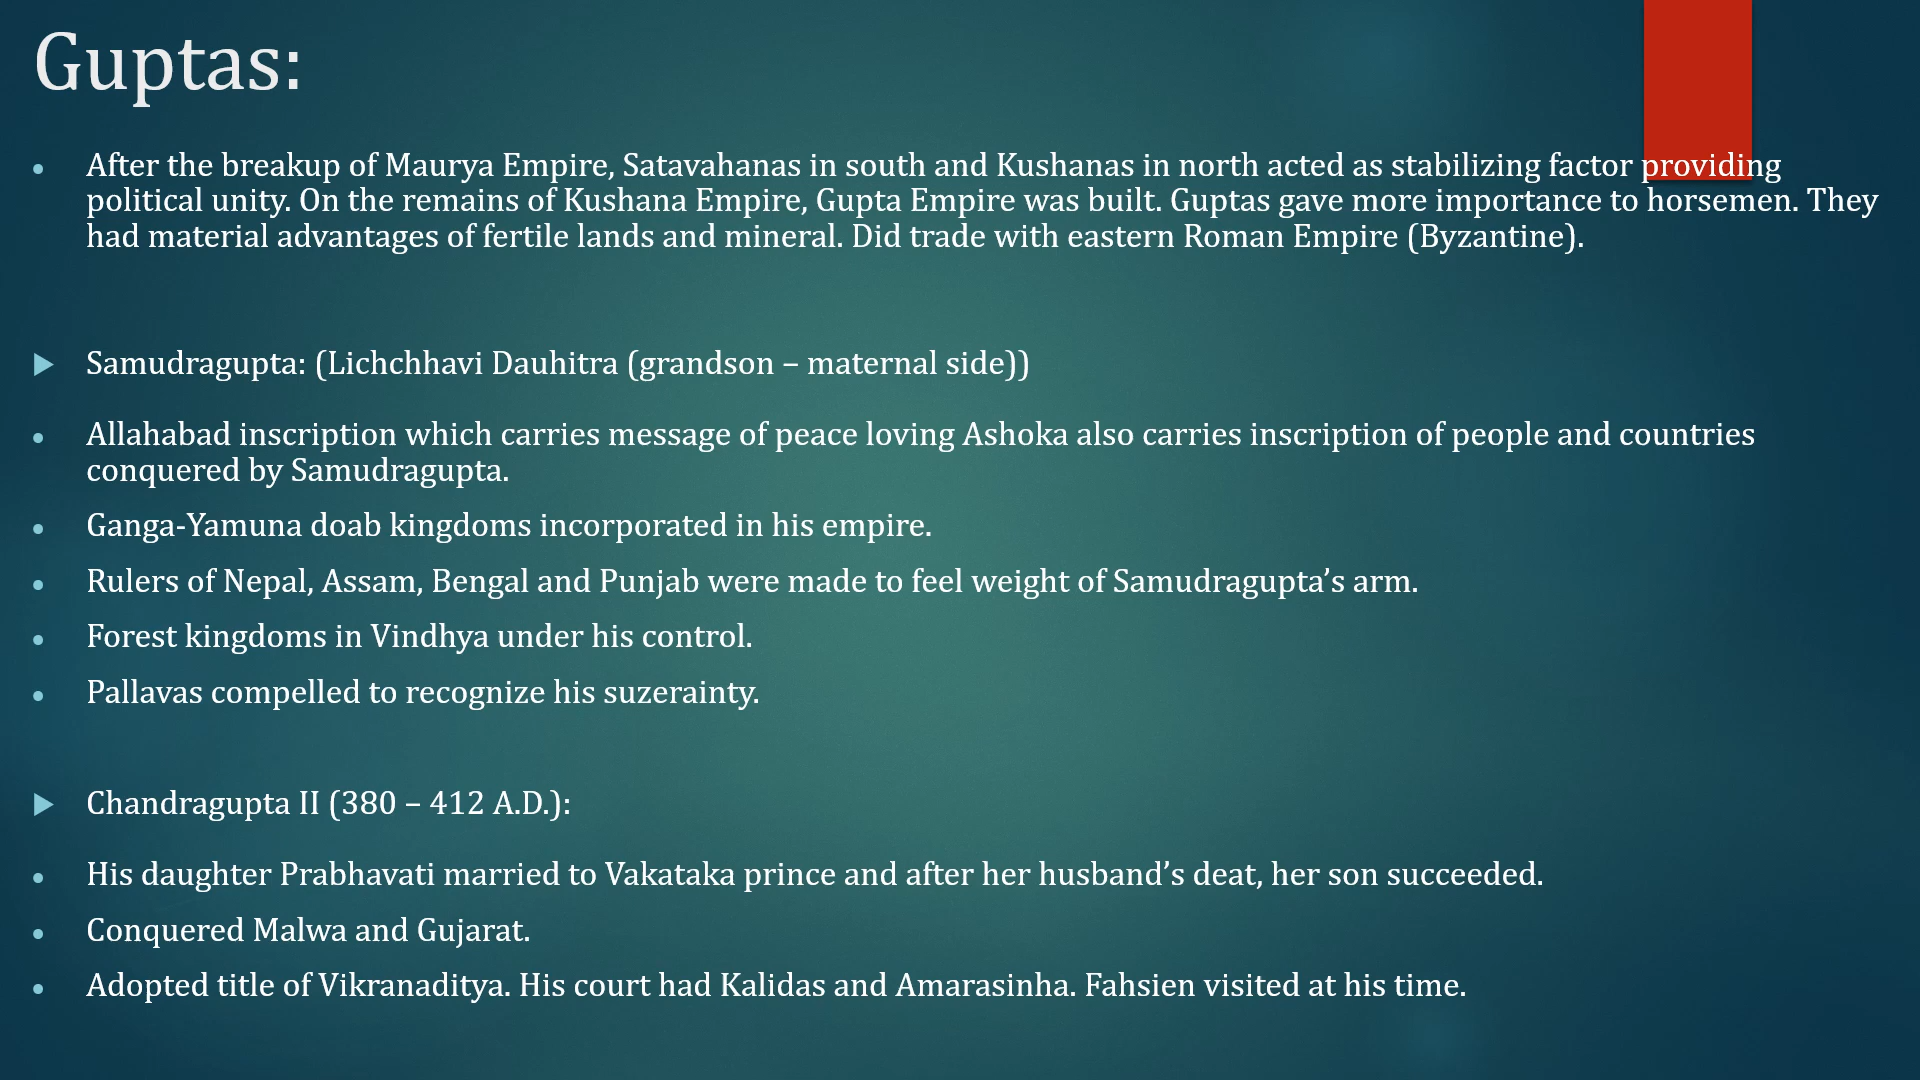 Guptas:
• After the breakup of Maurya Empire, Satavahanas in south and Kushanas in north acted as stabilizing factor providing
political unity. On the remains of Kushana Empire, Gupta Empire was built. Guptas gave more importance to horsemen. They
had material advantages of fertile lands and mineral. Did trade with eastern Roman Empire (Byzantine).
▶ Samudragupta: (Lichchhavi Dauhitra (grandson – maternal side))
• Allahabad inscription which carries message of peace loving Ashoka also carries inscription of people and countries
conquered by Samudragupta.
• Ganga-Yamuna doab kingdoms incorporated in his empire.
• Rulers of Nepal, Assam, Bengal and Punjab were made to feel weight of Samudragupta’s arm.
• Forest kingdoms in Vindhya under his control.
• Pallavas compelled to recognize his suzerainty.
▶ Chandragupta II (380 – 412 A.D.):
• His daughter Prabhavati married to Vakataka prince and after her husband’s deat, her son succeeded.
• Conquered Malwa and Gujarat.
• Adopted title of Vikranaditya. His court had Kalidas and Amarasinha. Fahsien visited at his time.